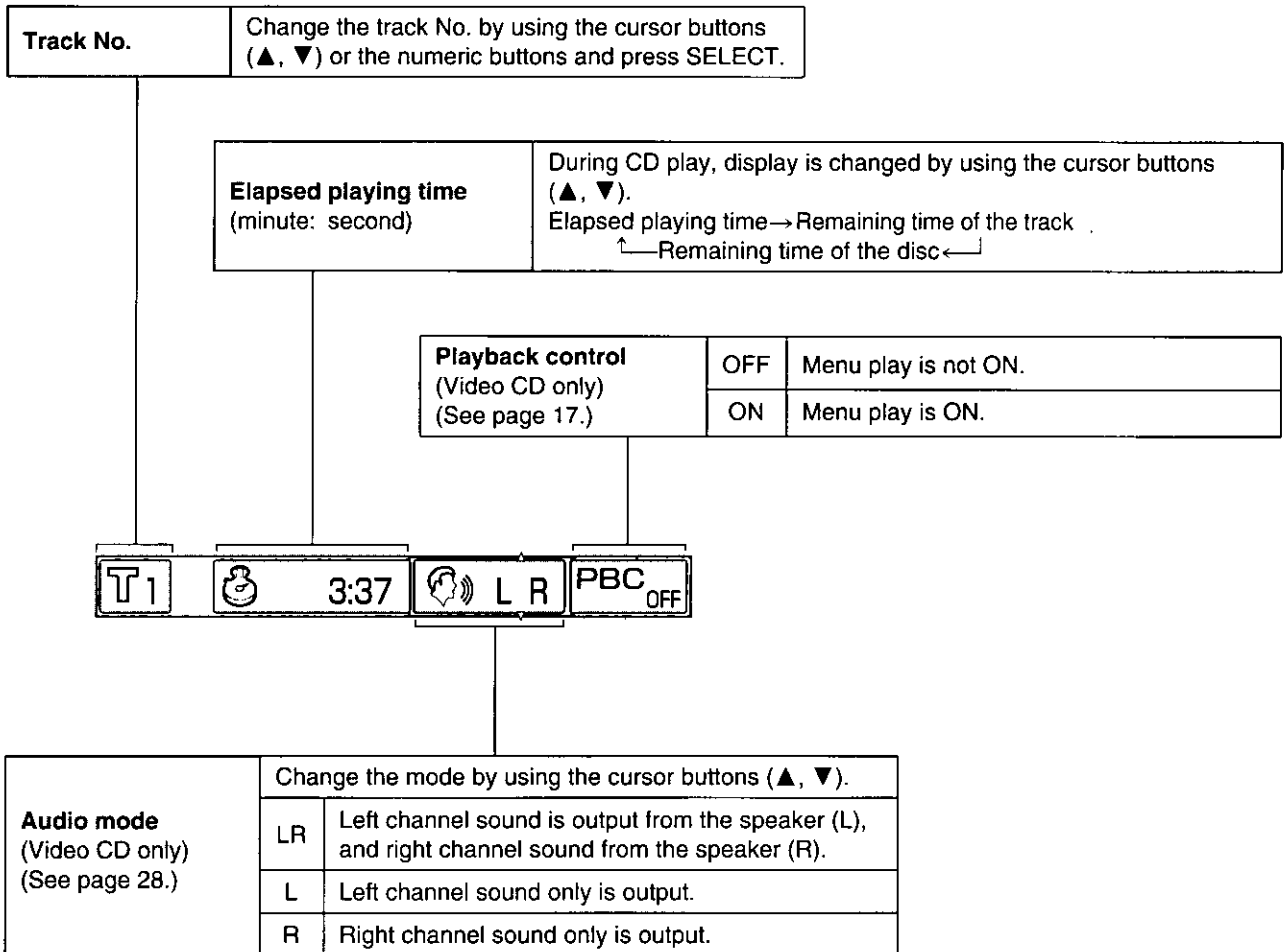 Track No.
Change the track No. by using the cursor buttons
(▲, ▼) or the numeric buttons and press SELECT.
Elapsed playing time
(minute: second)
During CD play, display is changed by using the cursor buttons
(▲, ▼).
Elapsed playing time→Remaining time of the track
Remaining time of the disc←
Playback control
(Video CD only)
(See page 17.)
OFF
Menu play is not ON.
ON
Menu play is ON.
T 1
3:37
L R
PBC OFF
Audio mode
(Video CD only)
(See page 28.)
Change the mode by using the cursor buttons (▲, ▼).
LR
Left channel sound is output from the speaker (L),
and right channel sound from the speaker (R).
L
Left channel sound only is output.
R
Right channel sound only is output.